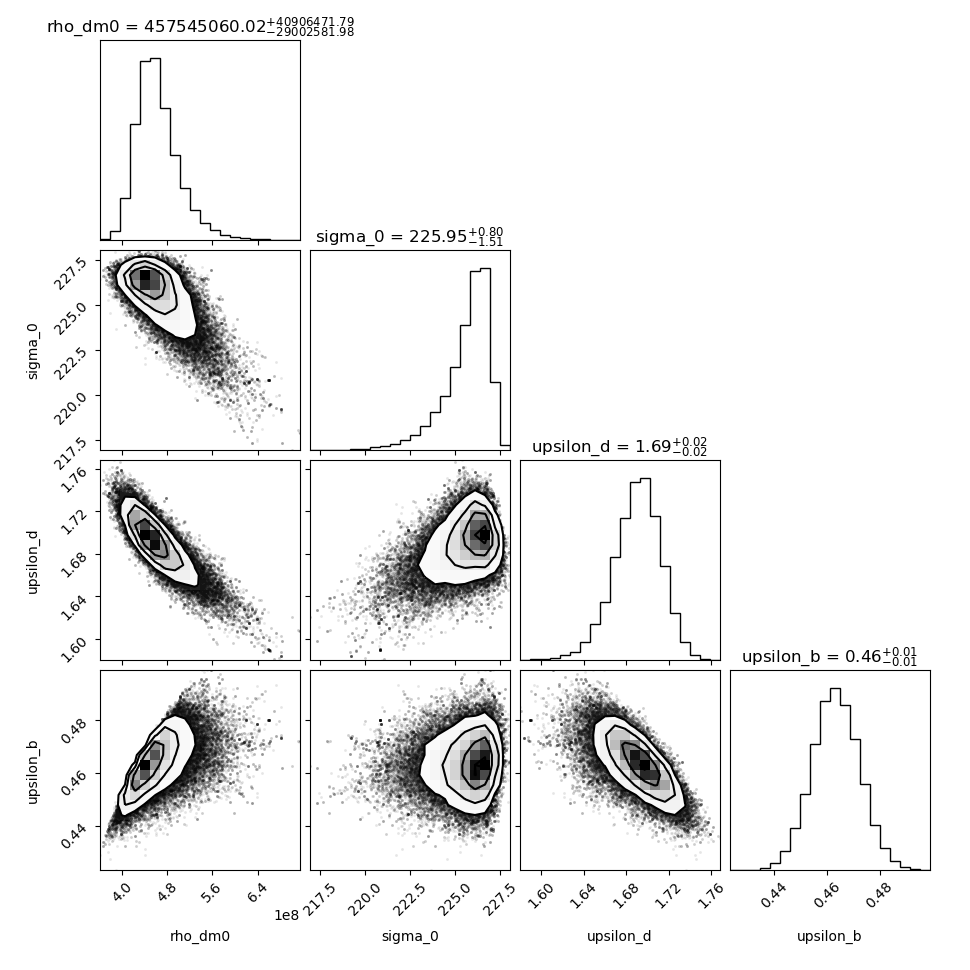 rho_dm0 = 457545060.02+40906471.79 −29002581.98
sigma_0 = 225.95+0.80 −1.51
227.5
225.0
222.5
220.0
217.5
sigma_0
upsilon_d = 1.69+0.02 −0.02
1.76
1.72
1.68
1.64
1.60
upsilon_d
upsilon_b = 0.46+0.01 −0.01
0.48
0.46
0.44
upsilon_b
4.0 4.8 5.6 6.4 217.5 220.0 222.5 225.0 227.5 1.60 1.64 1.68 1.72 1.76 0.44 0.46 0.48
1e8
rho_dm0 sigma_0 upsilon_d upsilon_b